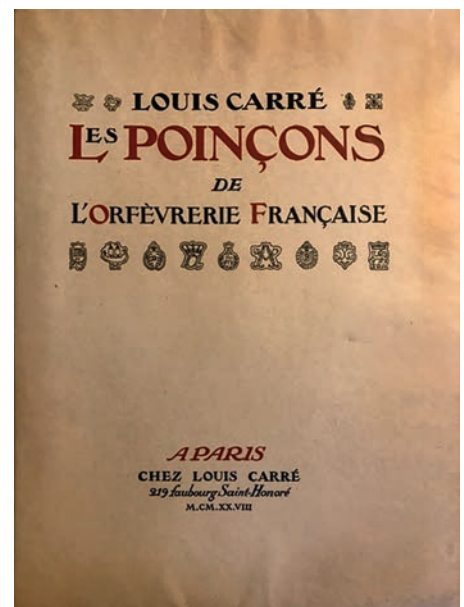 LOUIS CARRÉ
LES POINÇONS
DE
L'ORFÈVRERIE FRANÇAISE
A PARIS
CHEZ LOUIS CARRÉ
219 faubourg Saint-Honoré
M.CM.XX.VIII